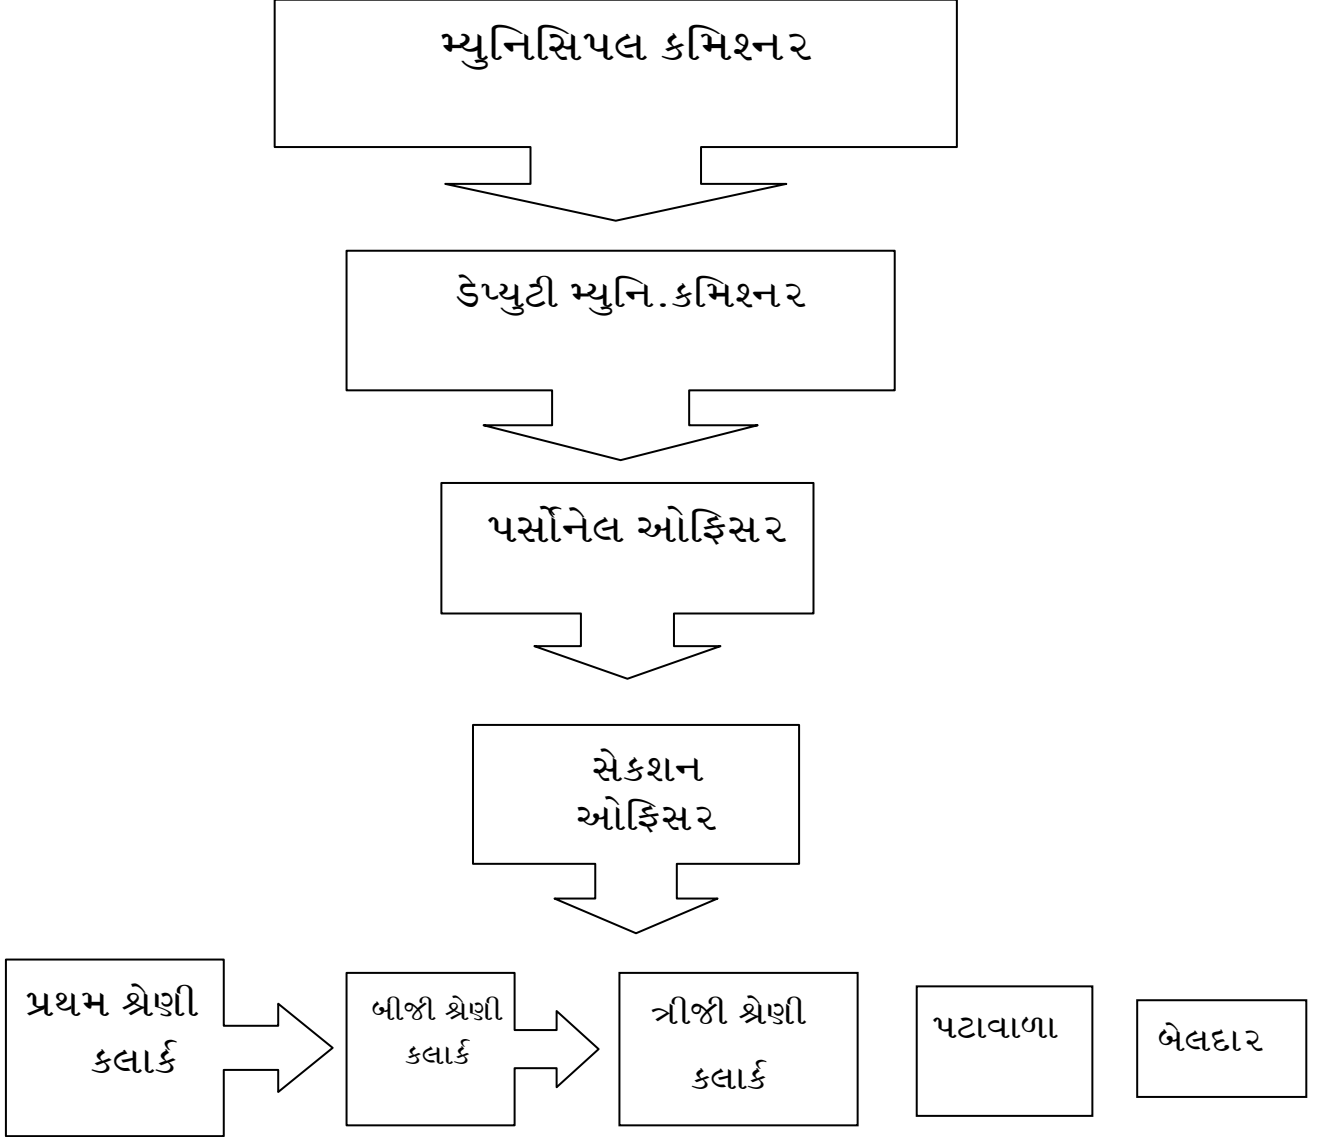 મ્યુનિસિપલ કમિશ્નર
ડેપ્યુટી મ્યુનિ.કમિશ્નર
પર્સોનેલ ઓફિસર
સેકશન
ઓફિસર
પ્રથમ શ્રેણી
કલાર્ક
બીજી શ્રેણી
કલાર્ક
ત્રીજી શ્રેણી
કલાર્ક
પટાવાળા
બેલદાર